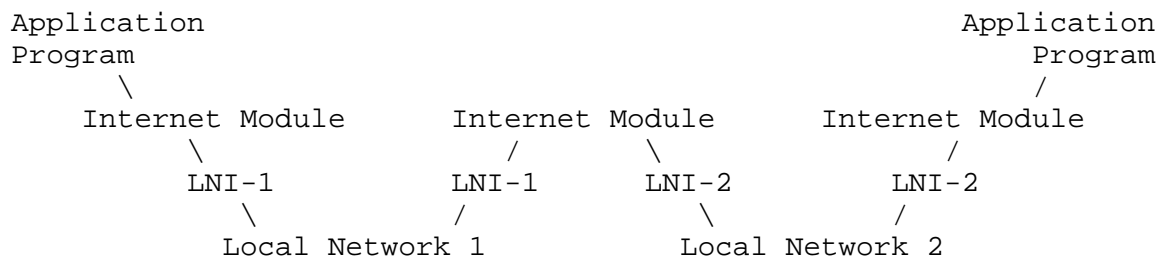 Application Application
Program Program
\ /
Internet Module Internet Module Internet Module
\ / \ /
LNI-1 LNI-1 LNI-2 LNI-2
\ / \ /
Local Network 1 Local Network 2